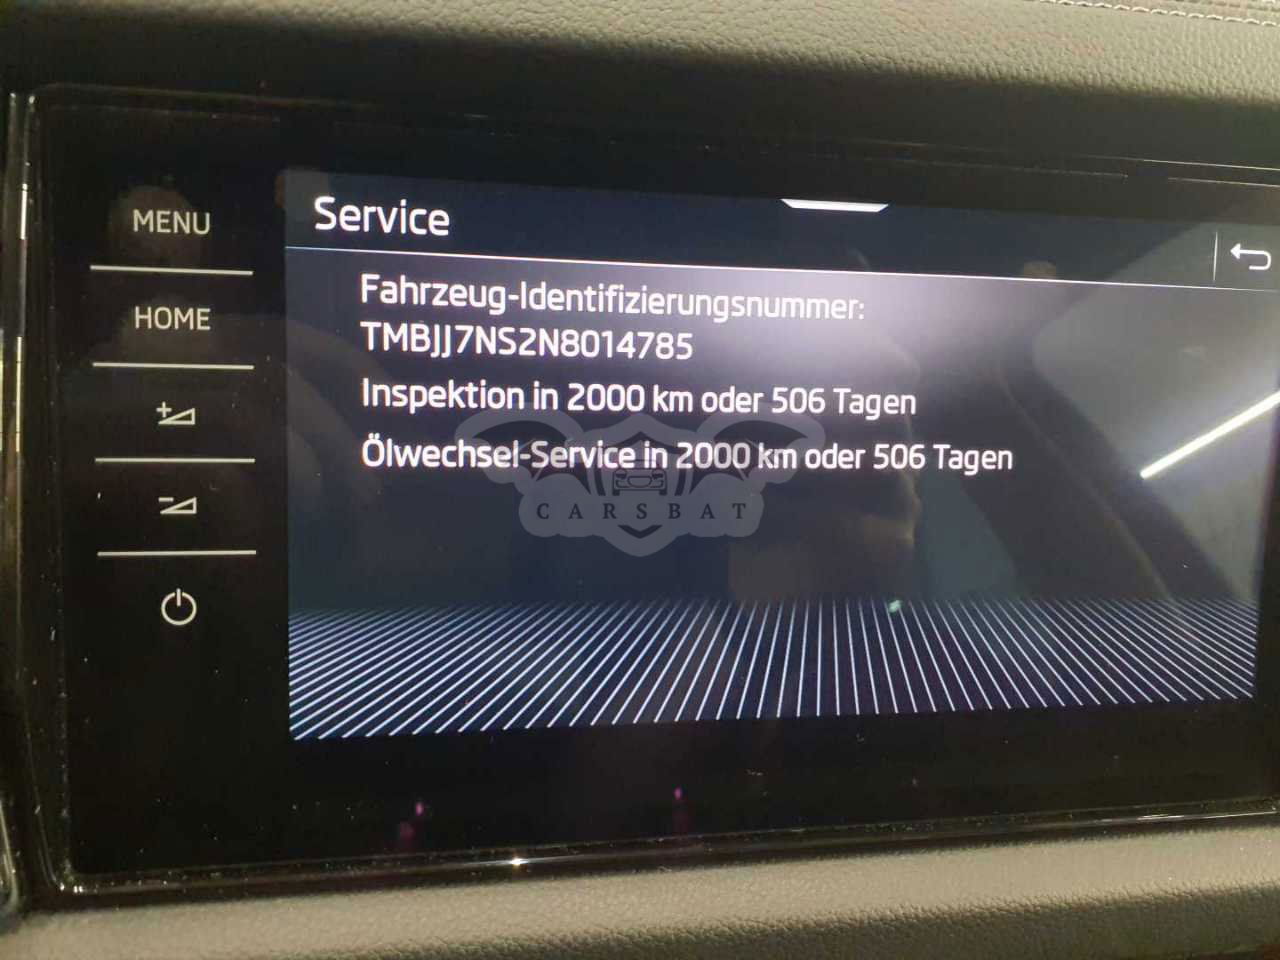 MENU
HOME
Service
Fahrzeug-Identifizierungsnummer:
TMBJJ7NS2N8014785
Inspektion in 2000 km oder 506 Tagen
Ölwechsel-Service in 2000 km oder 506 Tagen
CARSBAT